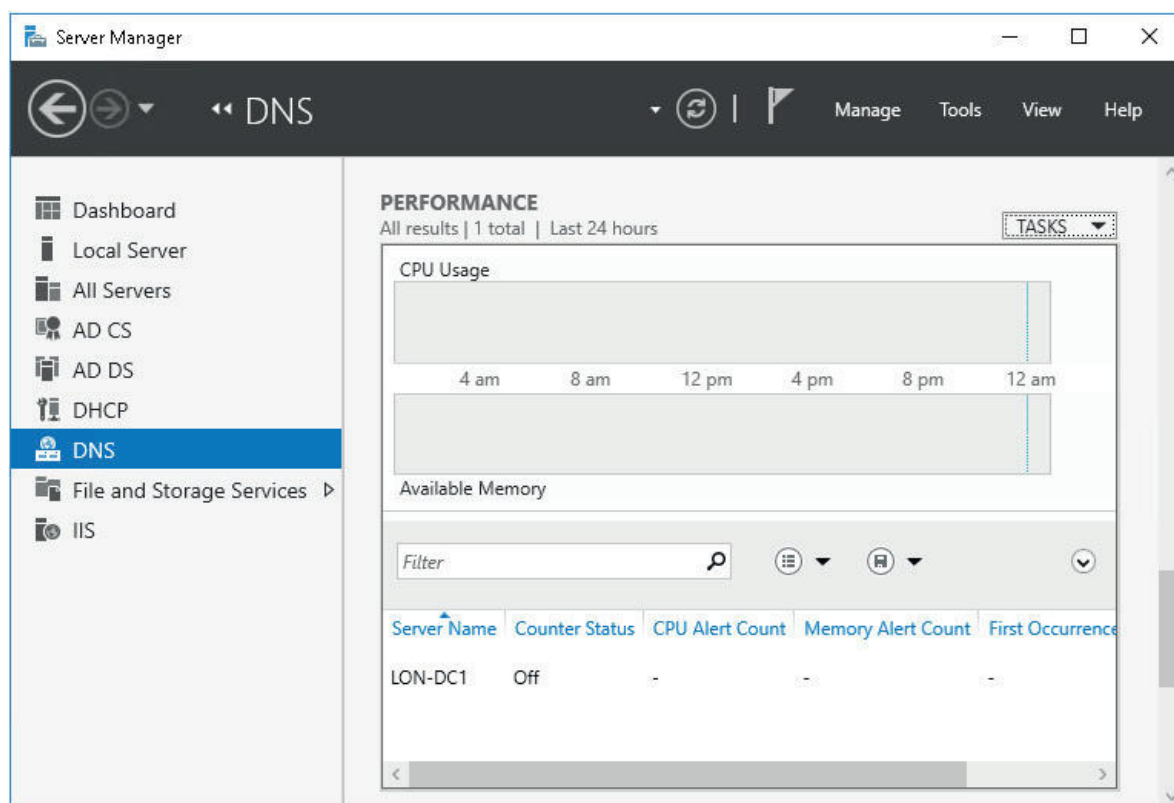 Server Manager
DNS
Manage Tools View Help
Dashboard
Local Server
All Servers
AD CS
AD DS
DHCP
DNS
File and Storage Services
IIS
PERFORMANCE
All results | 1 total | Last 24 hours
TASKS
CPU Usage
4 am 8 am 12 pm 4 pm 8 pm 12 am
Available Memory
Filter
Server Name Counter Status CPU Alert Count Memory Alert Count First Occurrence
LON-DC1 Off - - -